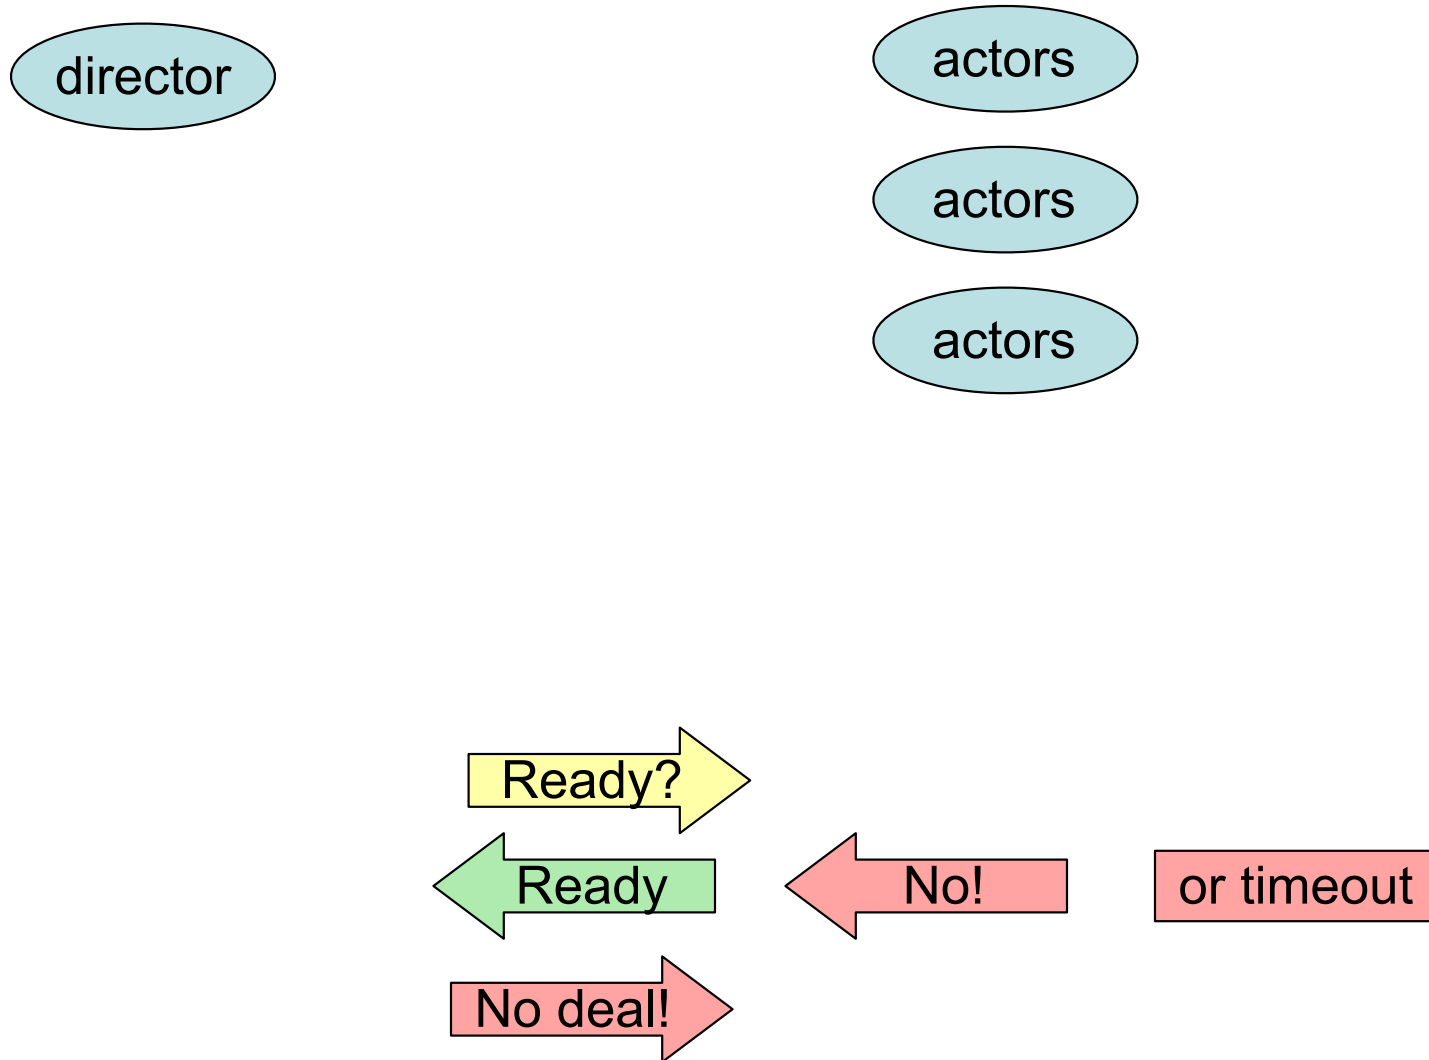 director
actors
actors
actors
Ready?
Ready
No!
or timeout
No deal!